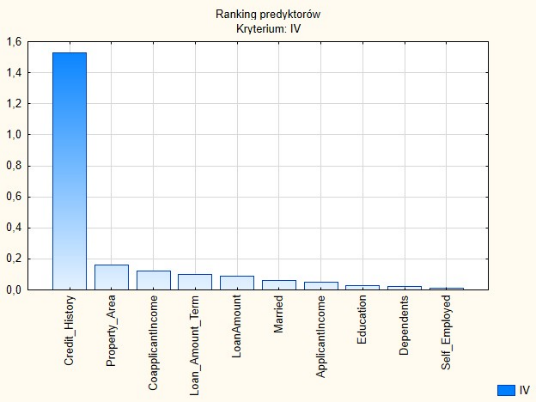 Ranking predyktorów
Kryterium: IV
1,6
1,4
1,2
1,0
0,8
0,6
0,4
0,2
0,0
Credit_History
Property_Area
CoapplicantIncome
Loan_Amount_Term
LoanAmount
Married
ApplicantIncome
Education
Dependents
Self_Employed
IV